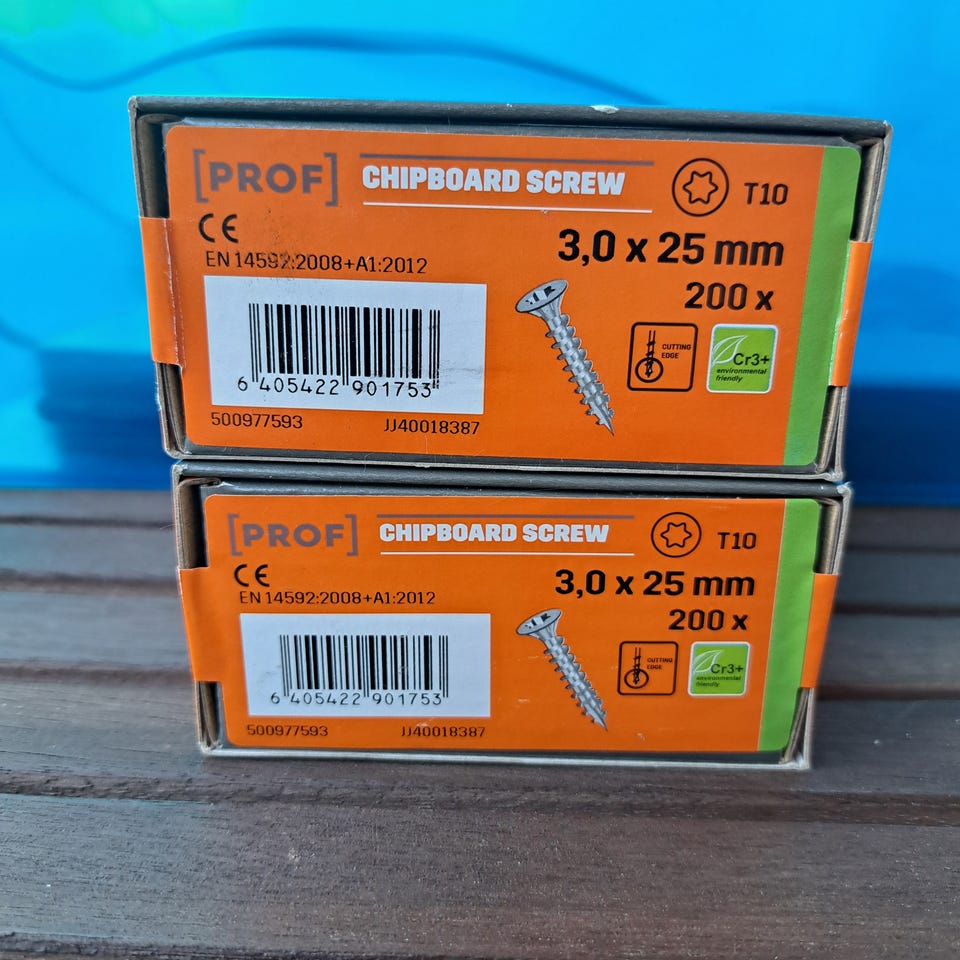 [PROF] CHIPBOARD SCREW T10
CE
EN 14592:2008+A1:2012
3,0 x 25 mm
200 x
CUTTING
EDGE
Cr3+
environmental
friendly
6 405422 901753
500977593 JJ40018387
[PROF] CHIPBOARD SCREW T10
CE
EN 14592:2008+A1:2012
3,0 x 25 mm
200 x
CUTTING
EDGE
Cr3+
environmental
friendly
6 405422 901753
500977593 JJ40018387